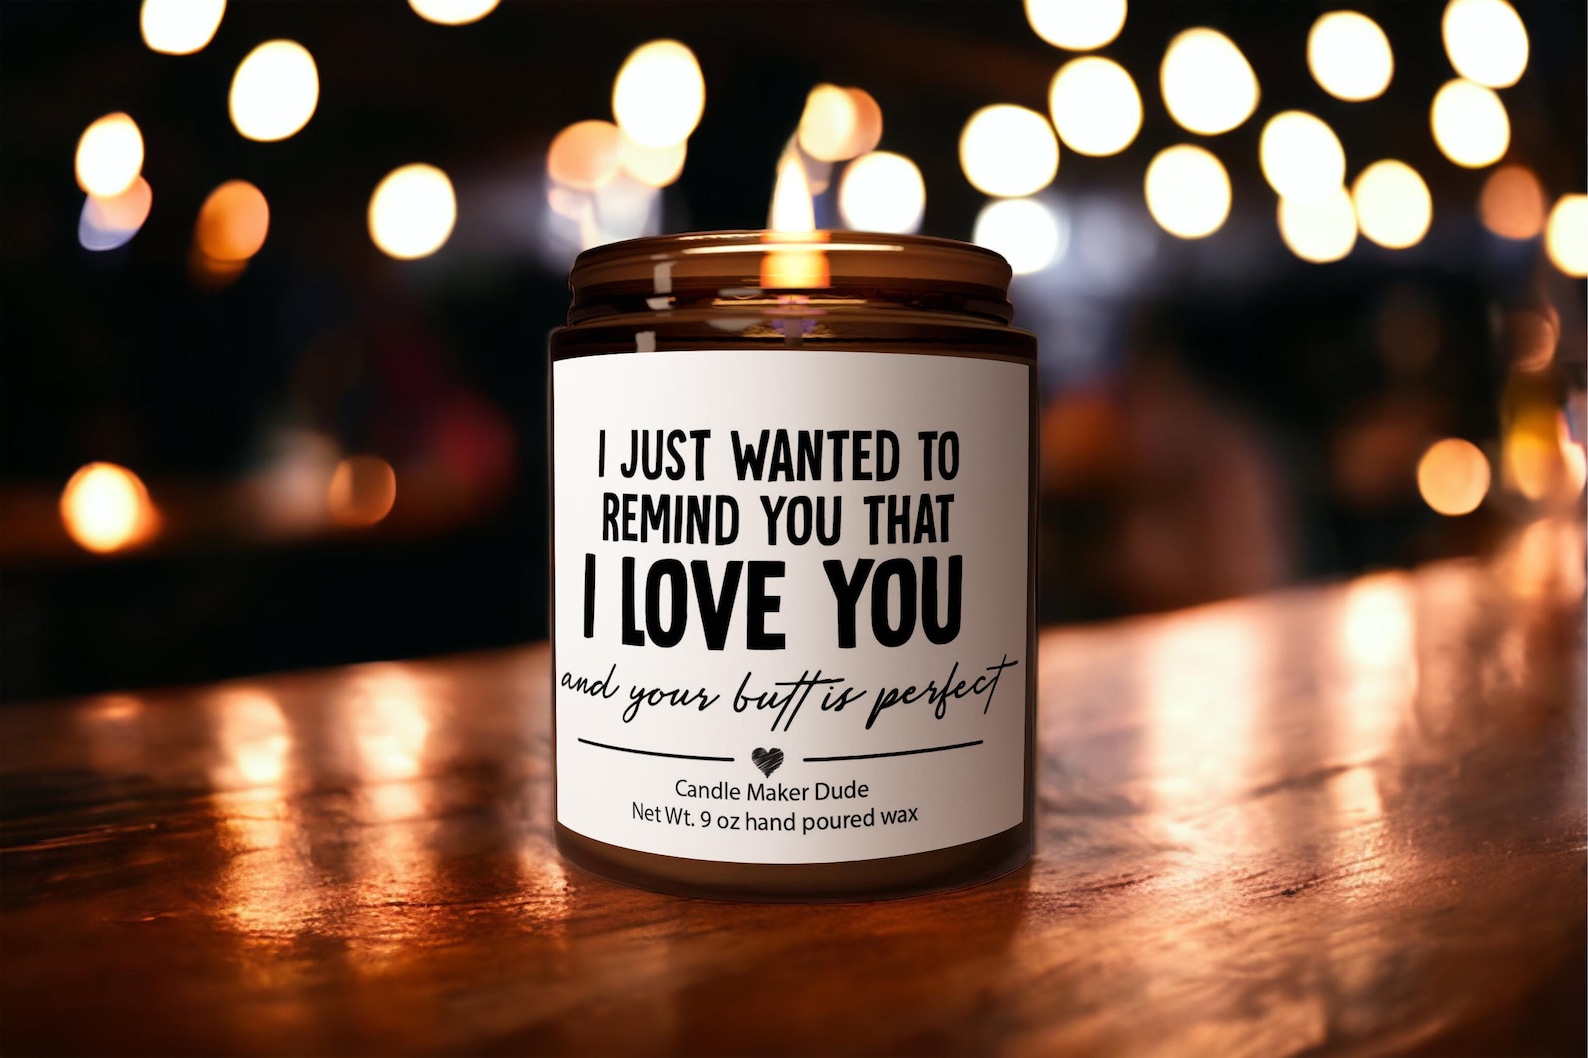 I JUST WANTED TO
REMIND YOU THAT
I LOVE YOU
and your butt is perfect
Candle Maker Dude
Net Wt. 9 oz hand poured wax